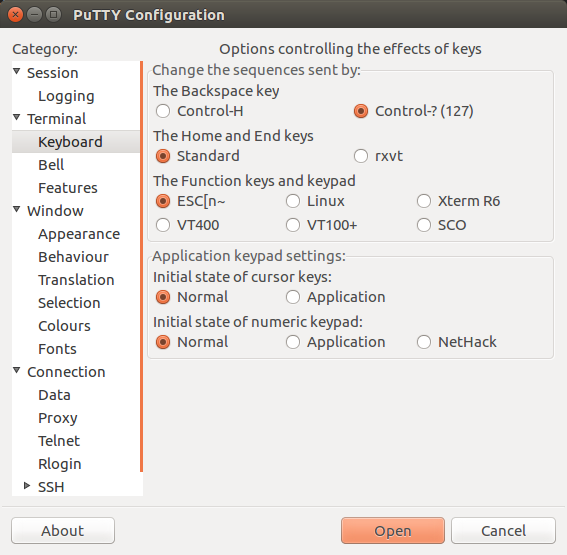 PuTTY Configuration
Category:
Session
Logging
Terminal
Keyboard
Bell
Features
Window
Appearance
Behaviour
Translation
Selection
Colours
Fonts
Connection
Data
Proxy
Telnet
Rlogin
SSH
Options controlling the effects of keys
Change the sequences sent by:
The Backspace key
Control-H Control-? (127)
The Home and End keys
Standard rxvt
The Function keys and keypad
ESC[n~ Linux Xterm R6
VT400 VT100+ SCO
Application keypad settings:
Initial state of cursor keys:
Normal Application
Initial state of numeric keypad:
Normal Application NetHack
About Open Cancel